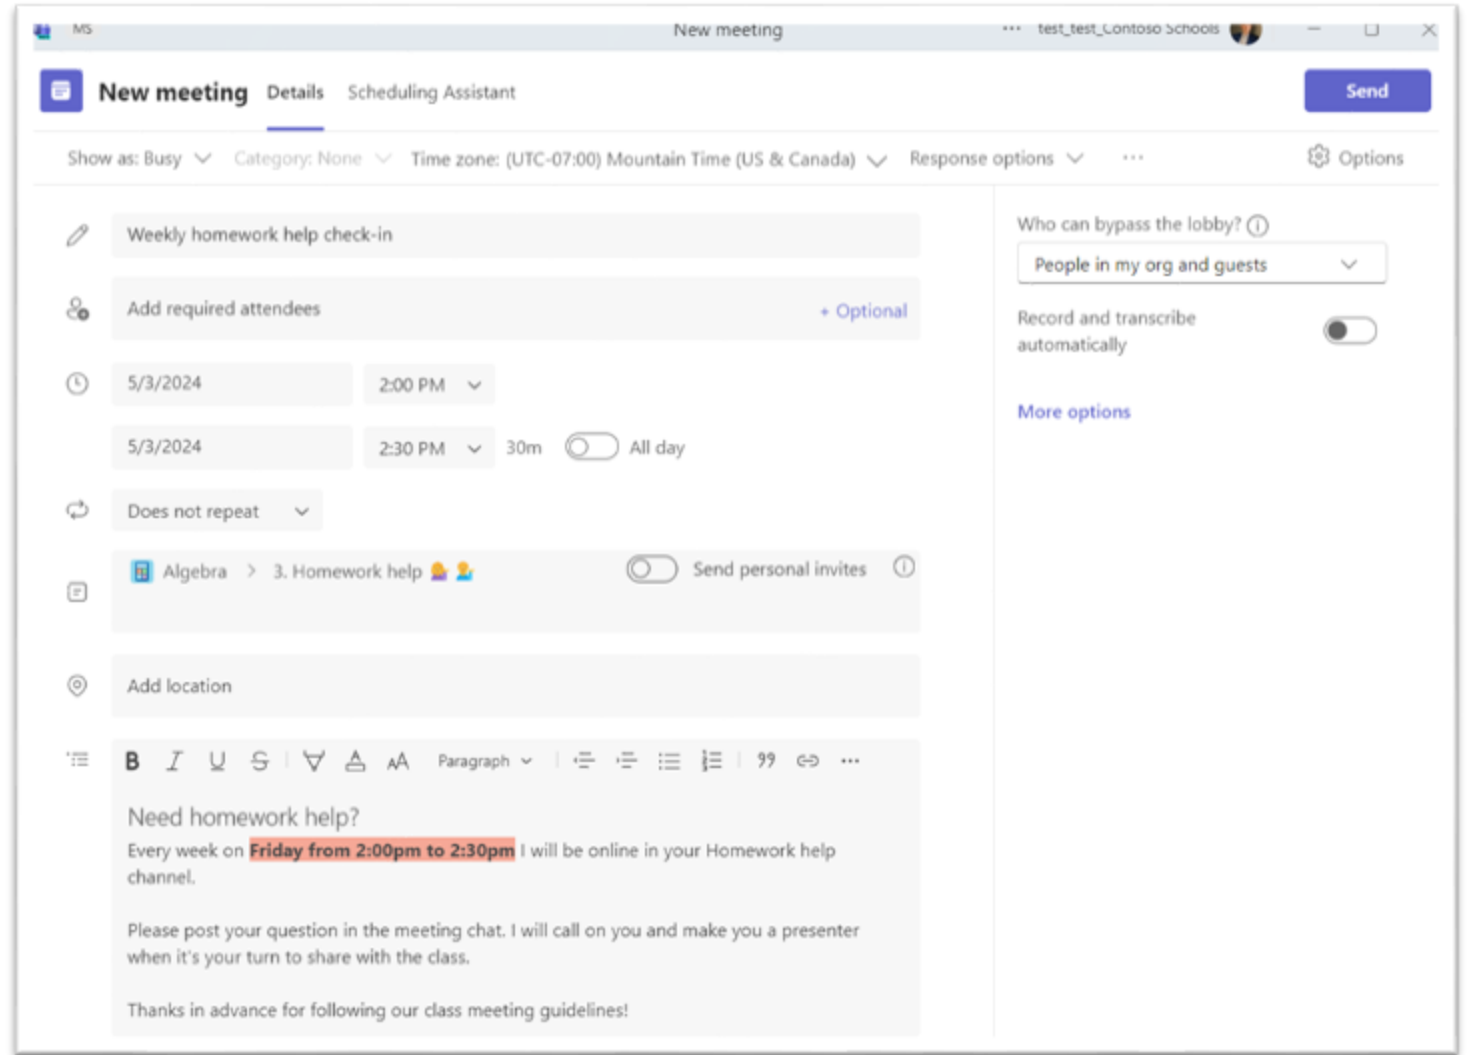 MS
New meeting
test_test_Contoso Schools
New meeting
Details
Scheduling Assistant
Send
Show as: Busy
Category: None
Time zone: (UTC-07:00) Mountain Time (US & Canada)
Response options
Options
Weekly homework help check-in
Add required attendees
+ Optional
5/3/2024
2:00 PM
5/3/2024
2:30 PM
30m
All day
Does not repeat
Algebra > 3. Homework help
Send personal invites
Add location
B I U S AA Paragraph
Need homework help?
Every week on Friday from 2:00pm to 2:30pm I will be online in your Homework help
channel.
Please post your question in the meeting chat. I will call on you and make you a presenter
when it's your turn to share with the class.
Thanks in advance for following our class meeting guidelines!
Who can bypass the lobby?
People in my org and guests
Record and transcribe
automatically
More options